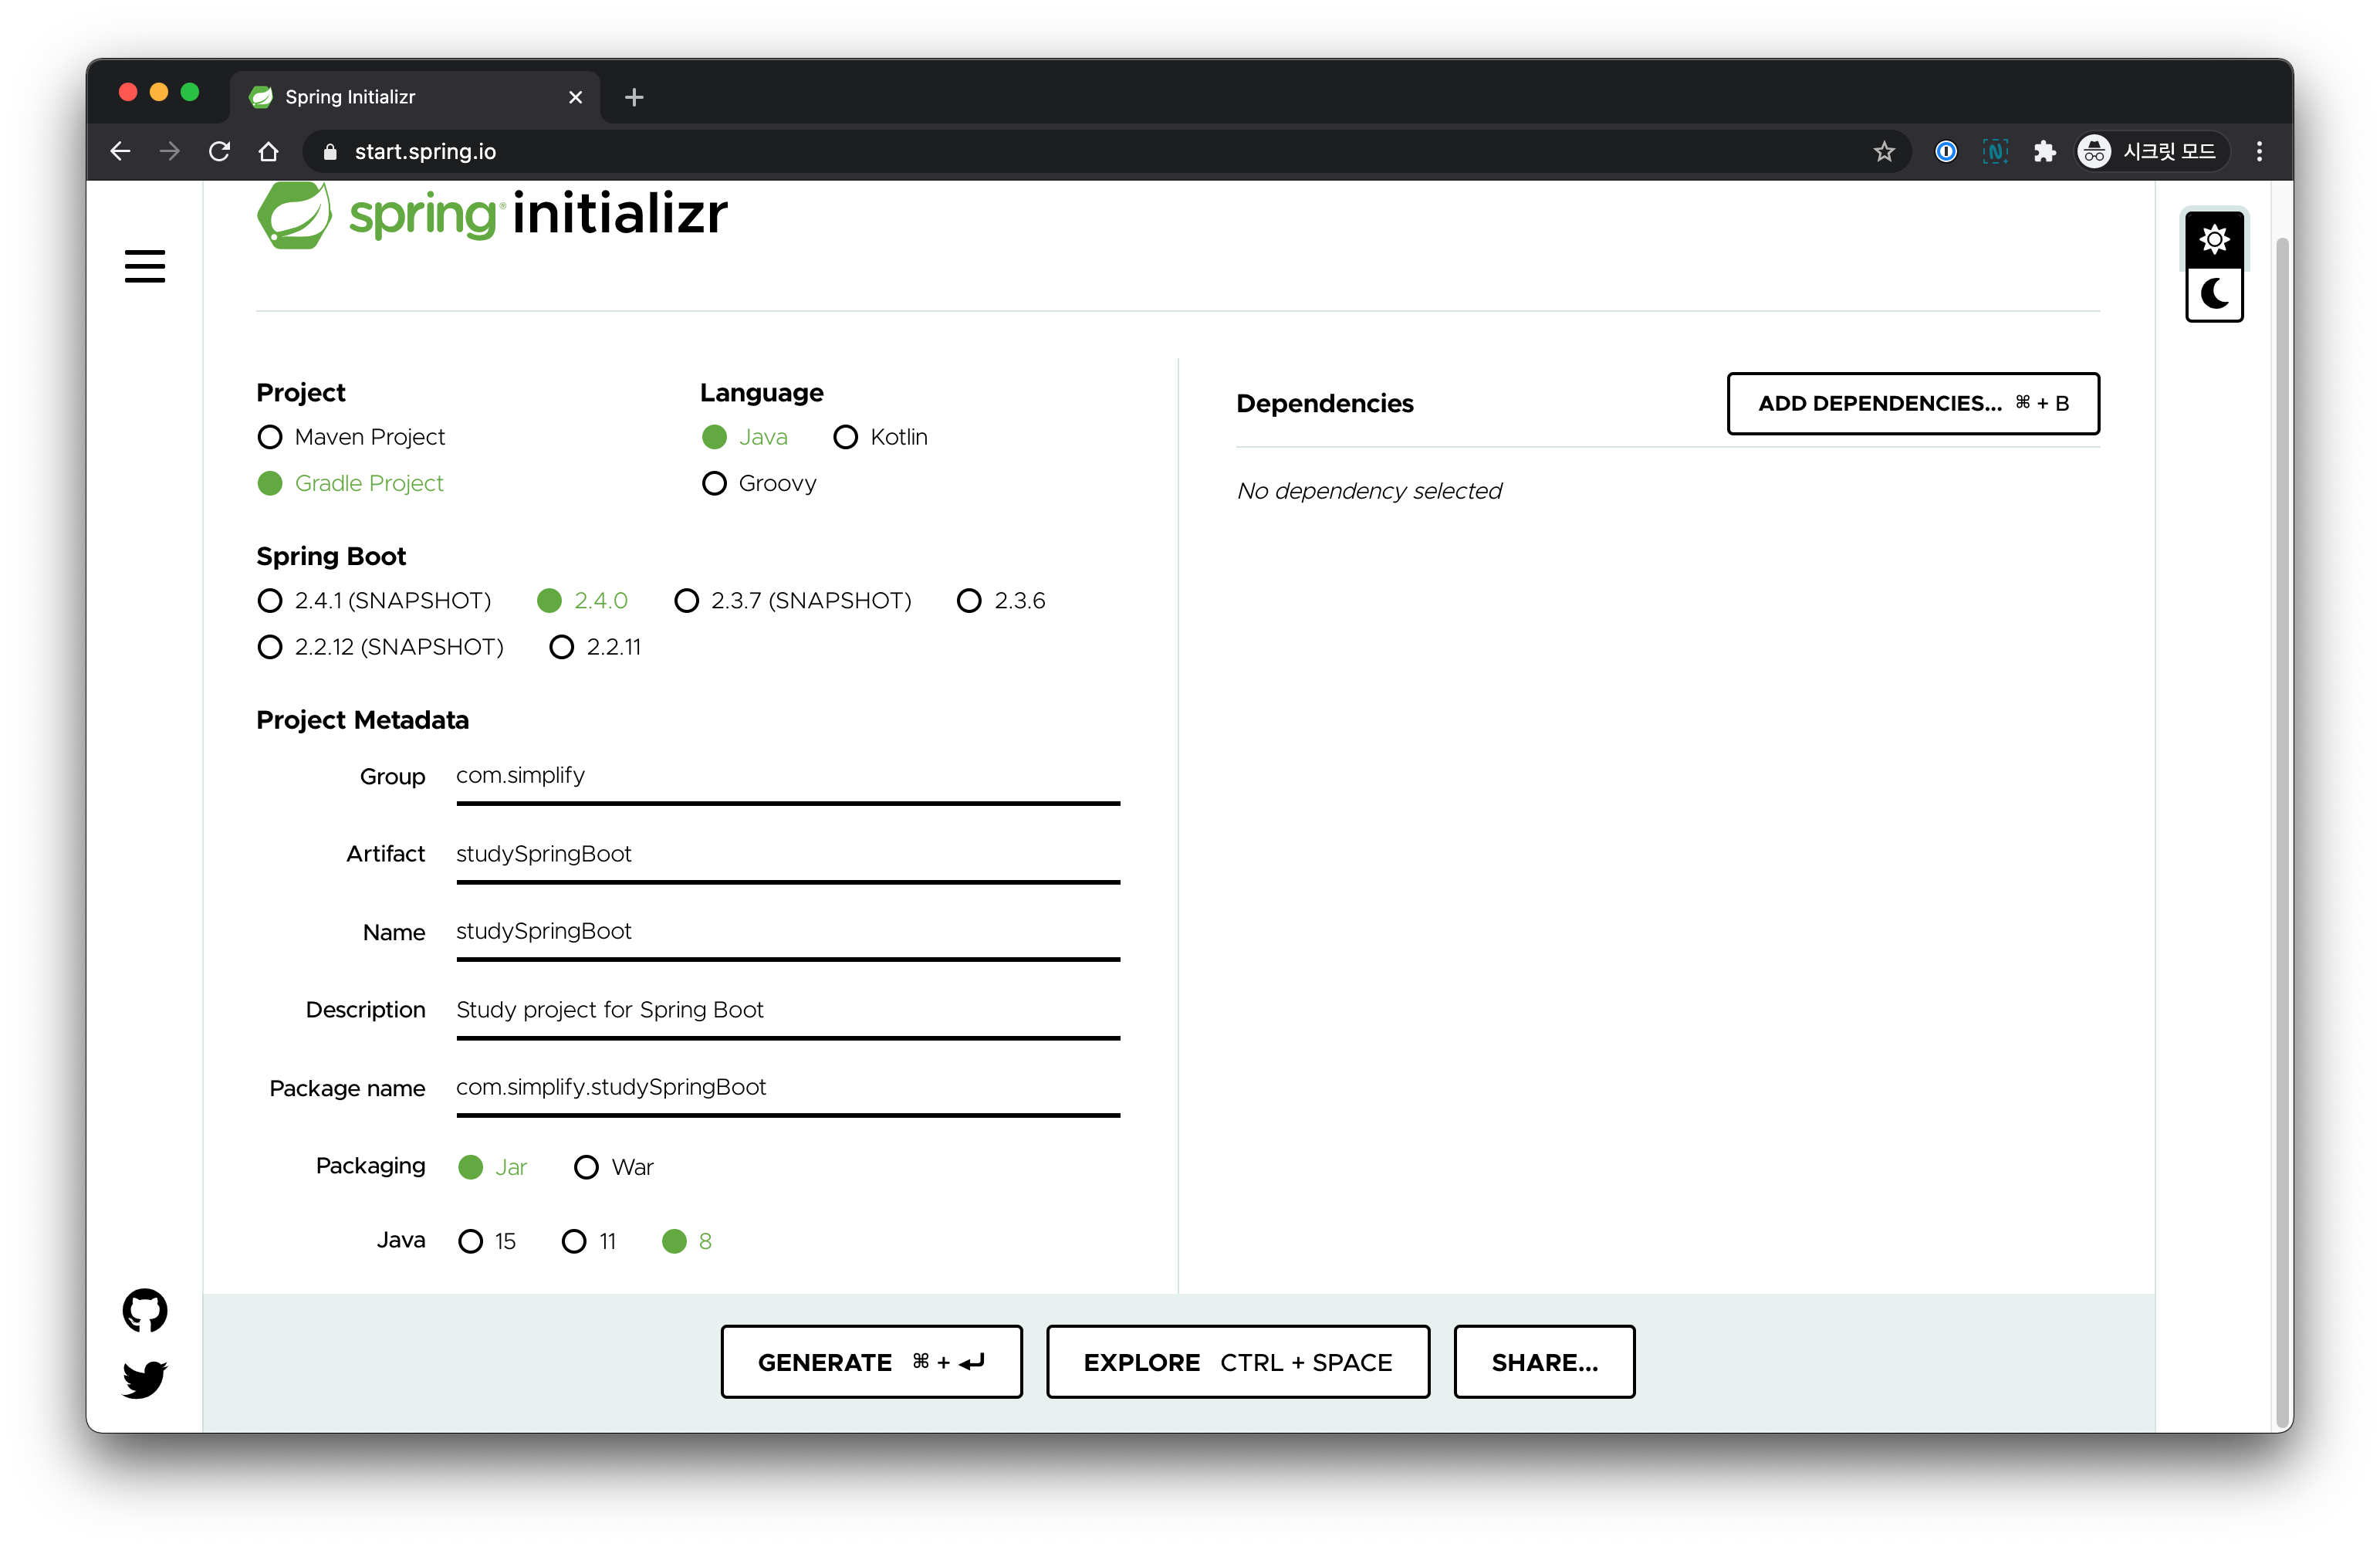 Spring Initializr
start.spring.io
시크릿 모드
spring® initializr
Project
Maven Project
Gradle Project
Language
Java Kotlin
Groovy
Spring Boot
2.4.1 (SNAPSHOT) 2.4.0 2.3.7 (SNAPSHOT) 2.3.6
2.2.12 (SNAPSHOT) 2.2.11
Project Metadata
Group com.simplify
Artifact studySpringBoot
Name studySpringBoot
Description Study project for Spring Boot
Package name com.simplify.studySpringBoot
Packaging Jar War
Java 15 11 8
Dependencies ADD DEPENDENCIES... ⌘ + B
No dependency selected
GENERATE ⌘ + ↵ EXPLORE CTRL + SPACE SHARE...